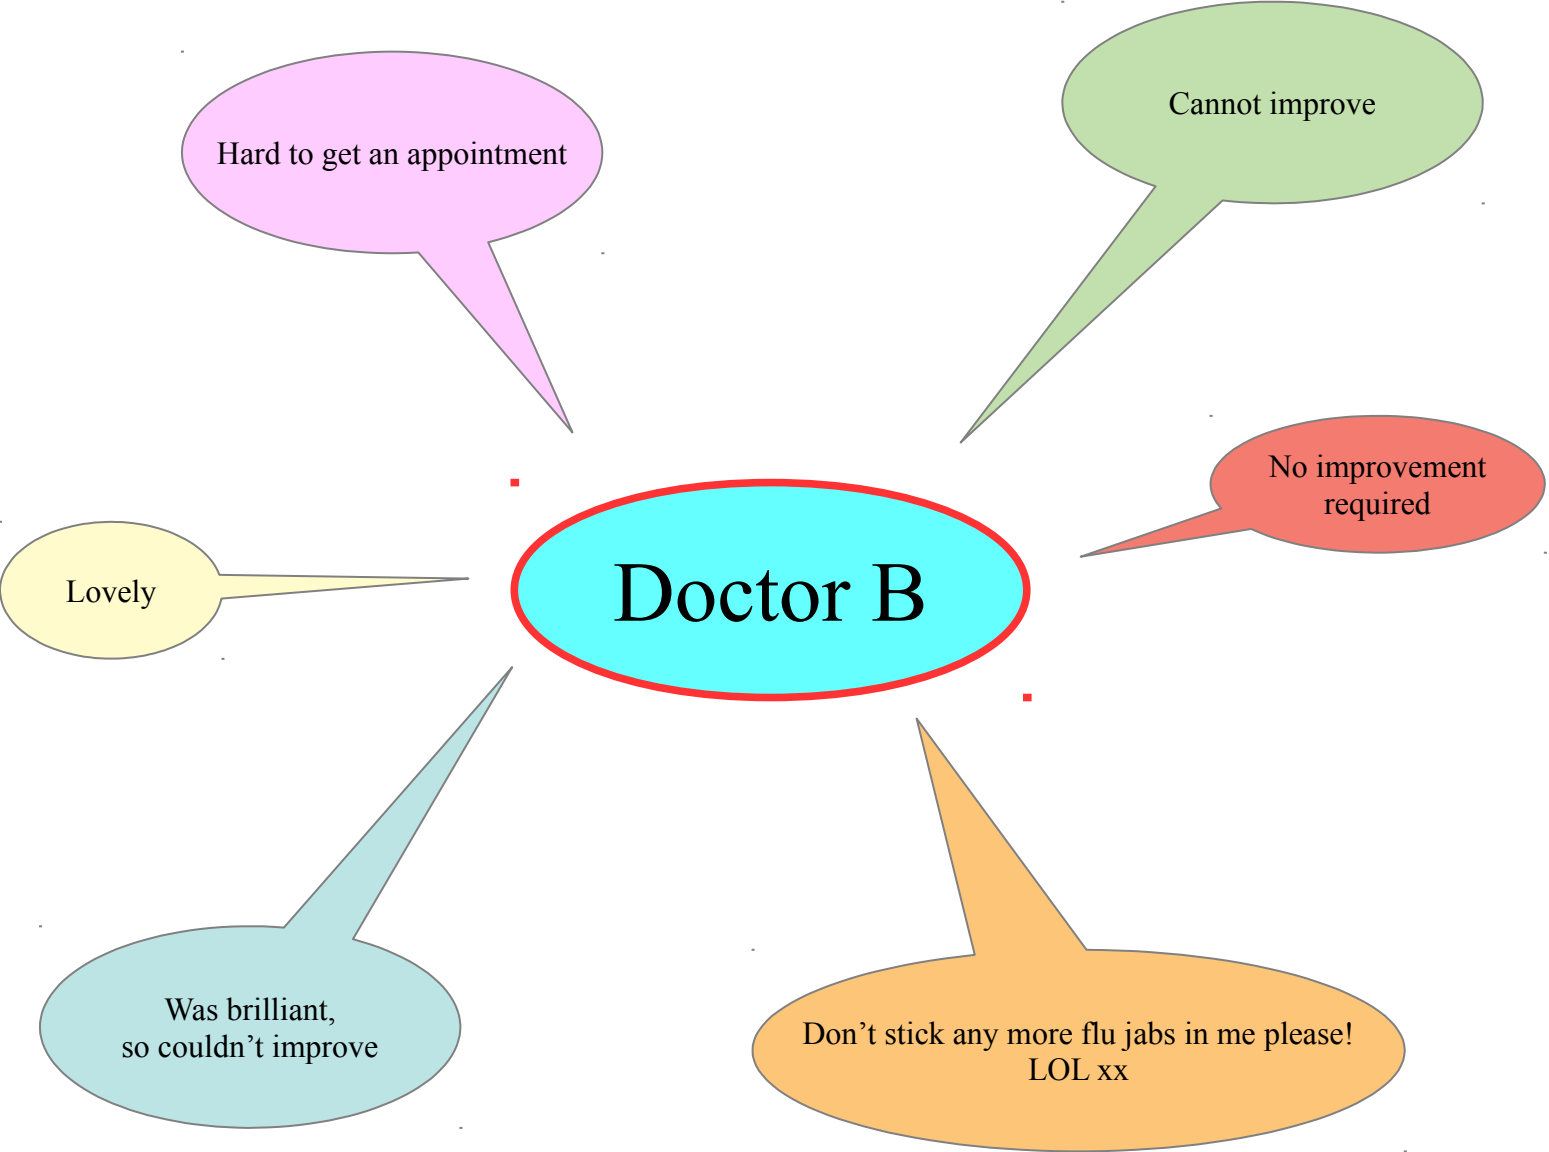 Cannot improve
Hard to get an appointment
No improvement
required
Doctor B
Lovely
Was brilliant,
so couldn’t improve
Don’t stick any more flu jabs in me please!
LOL xx